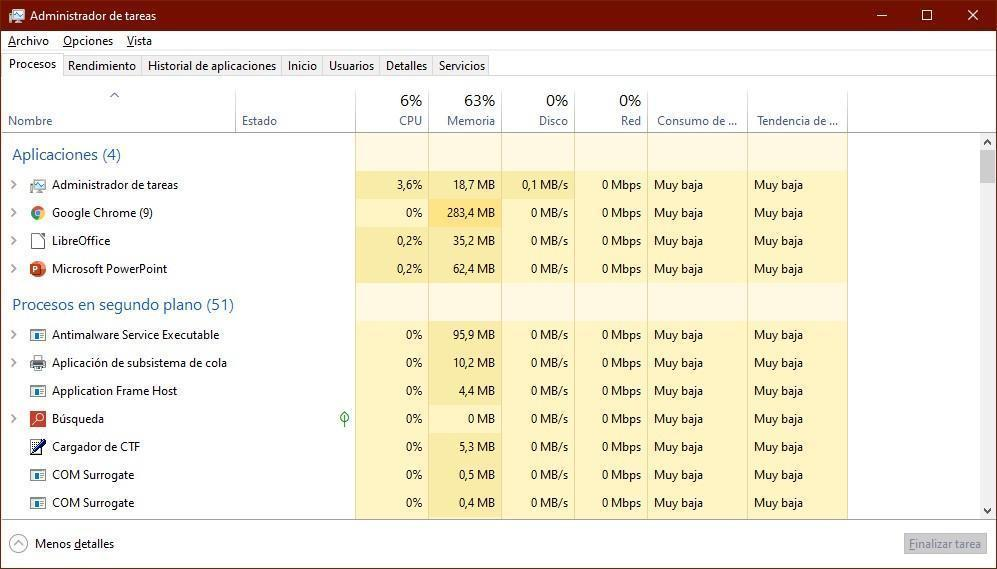 Administrador de tareas
Archivo Opciones Vista
Procesos Rendimiento Historial de aplicaciones Inicio Usuarios Detalles Servicios
6% 63% 0% 0%
Nombre Estado CPU Memoria Disco Red Consumo de ... Tendencia de ...
Aplicaciones (4)
Administrador de tareas 3,6% 18,7 MB 0,1 MB/s 0 Mbps Muy baja Muy baja
Google Chrome (9) 0% 283,4 MB 0 MB/s 0 Mbps Muy baja Muy baja
LibreOffice 0,2% 35,2 MB 0 MB/s 0 Mbps Muy baja Muy baja
Microsoft PowerPoint 0,2% 62,4 MB 0 MB/s 0 Mbps Muy baja Muy baja
Procesos en segundo plano (51)
Antimalware Service Executable 0% 95,9 MB 0 MB/s 0 Mbps Muy baja Muy baja
Aplicación de subsistema de cola 0% 10,2 MB 0 MB/s 0 Mbps Muy baja Muy baja
Application Frame Host 0% 4,4 MB 0 MB/s 0 Mbps Muy baja Muy baja
Búsqueda 0% 0 MB 0 MB/s 0 Mbps Muy baja Muy baja
Cargador de CTF 0% 5,3 MB 0 MB/s 0 Mbps Muy baja Muy baja
COM Surrogate 0% 0,5 MB 0 MB/s 0 Mbps Muy baja Muy baja
COM Surrogate 0% 0,4 MB 0 MB/s 0 Mbps Muy baja Muy baja
Menos detalles Finalizar tarea